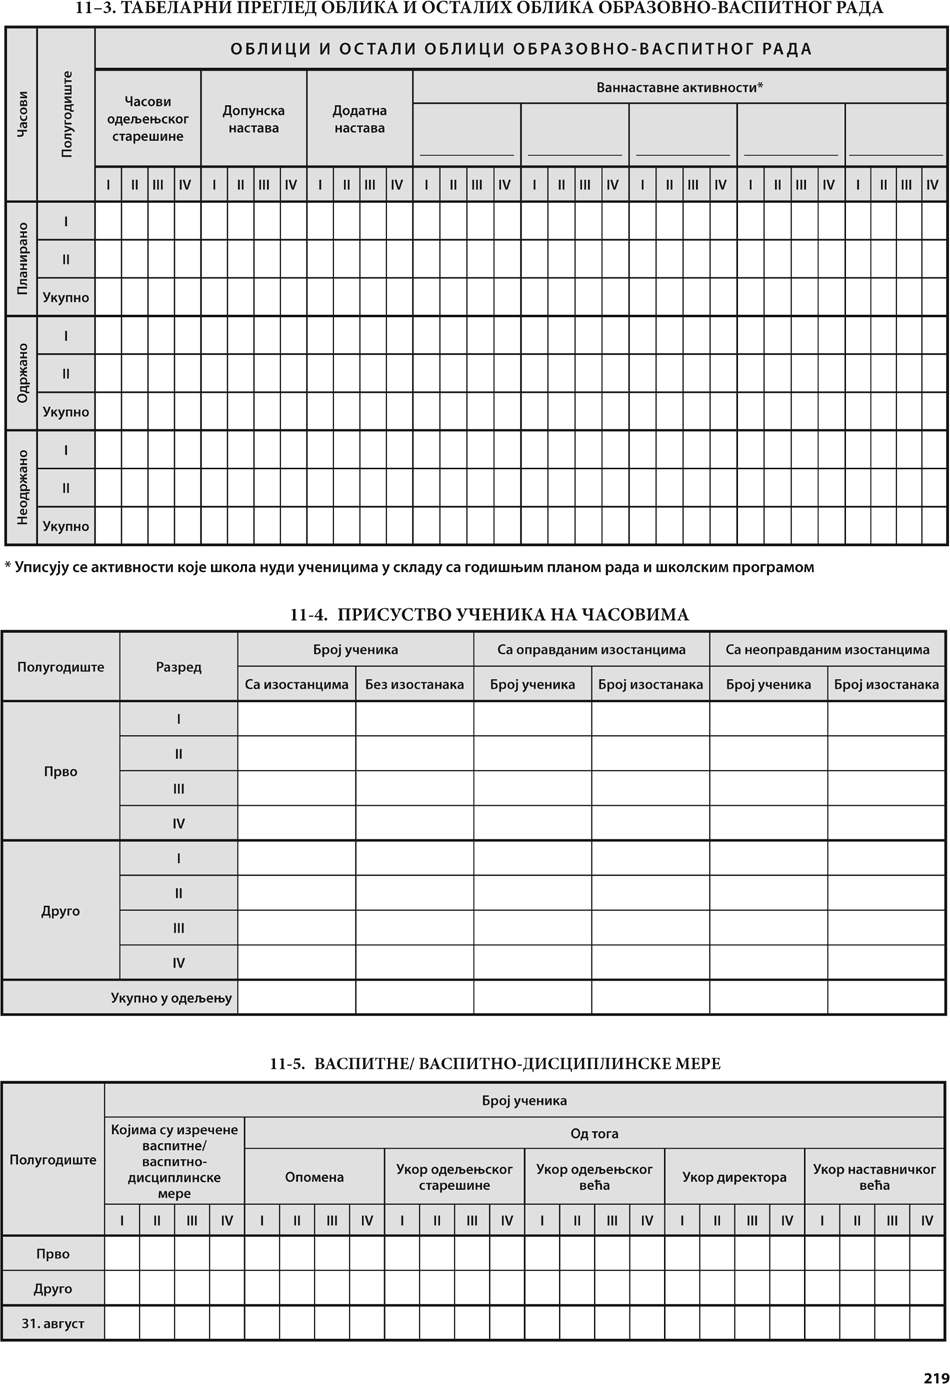 11–3. ТАБЕЛАРНИ ПРЕГЛЕД ОБЛИКА И ОСТАЛИХ ОБЛИКА ОБРАЗОВНО-ВАСПИТНОГ РАДА
Часови
Полугодиште
ОБЛИЦИ И ОСТАЛИ ОБЛИЦИ ОБРАЗОВНО-ВАСПИТНОГ РАДА
Часови
одељењског
старешине
Допунска
настава
Додатна
настава
Ваннаставне активности*
I II III IV I II III IV I II III IV I II III IV I II III IV I II III IV I II III IV I II III IV
Планирано
I
II
Укупно
Одржано
I
II
Укупно
Неодржано
I
II
Укупно
* Уписују се активности које школа нуди ученицима у складу са годишњим планом рада и школским програмом
11-4. ПРИСУСТВО УЧЕНИКА НА ЧАСОВИМА
Полугодиште Разред Број ученика Са оправданим изостанцима Са неоправданим изостанцима
Са изостанцима Без изостанака Број ученика Број изостанака Број ученика Број изостанака
Прво
I
II
III
IV
Друго
I
II
III
IV
Укупно у одељењу
11-5. ВАСПИТНЕ/ ВАСПИТНО-ДИСЦИПЛИНСКЕ МЕРЕ
Полугодиште
Број ученика
Којима су изречене
васпитне/
васпитно-
дисциплинске
мере
Од тога
Опомена
Укор одељењског
старешине
Укор одељењског
већа
Укор директора
Укор наставничког
већа
I II III IV I II III IV I II III IV I II III IV I II III IV I II III IV
Прво
Друго
31. август
219